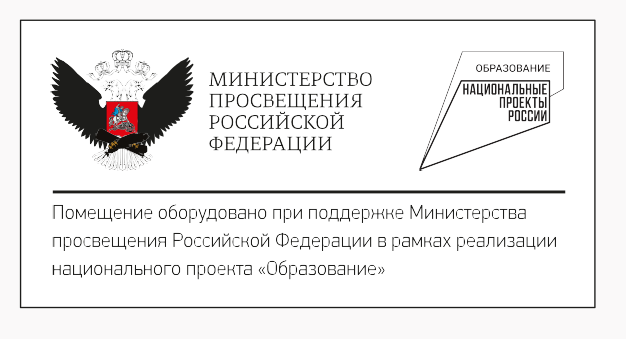 МИНИСТЕРСТВО
ПРОСВЕЩЕНИЯ
РОССИЙСКОЙ
ФЕДЕРАЦИИ
ОБРАЗОВАНИЕ
НАЦИОНАЛЬНЫЕ
ПРОЕКТЫ
РОССИИ
Помещение оборудовано при поддержке Министерства
просвещения Российской Федерации в рамках реализации
национального проекта «Образование»